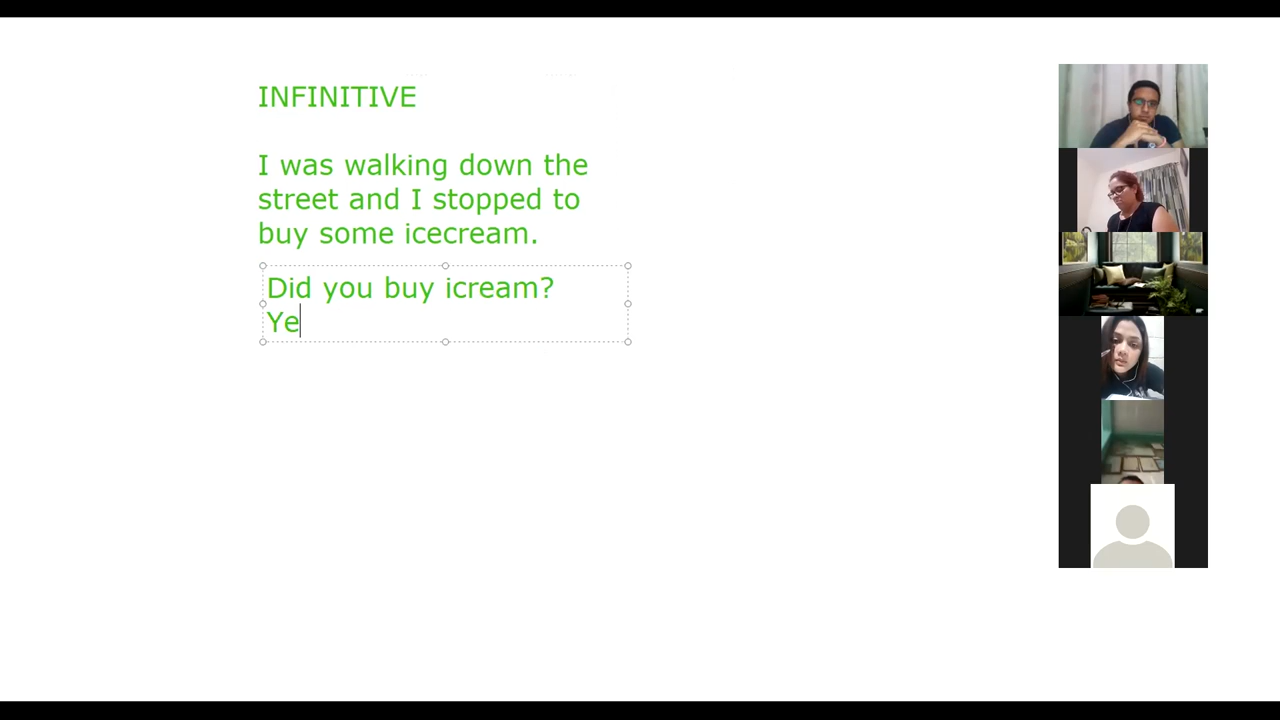 INFINITIVE
I was walking down the
street and I stopped to
buy some icecream.
Did you buy icream?
Ye